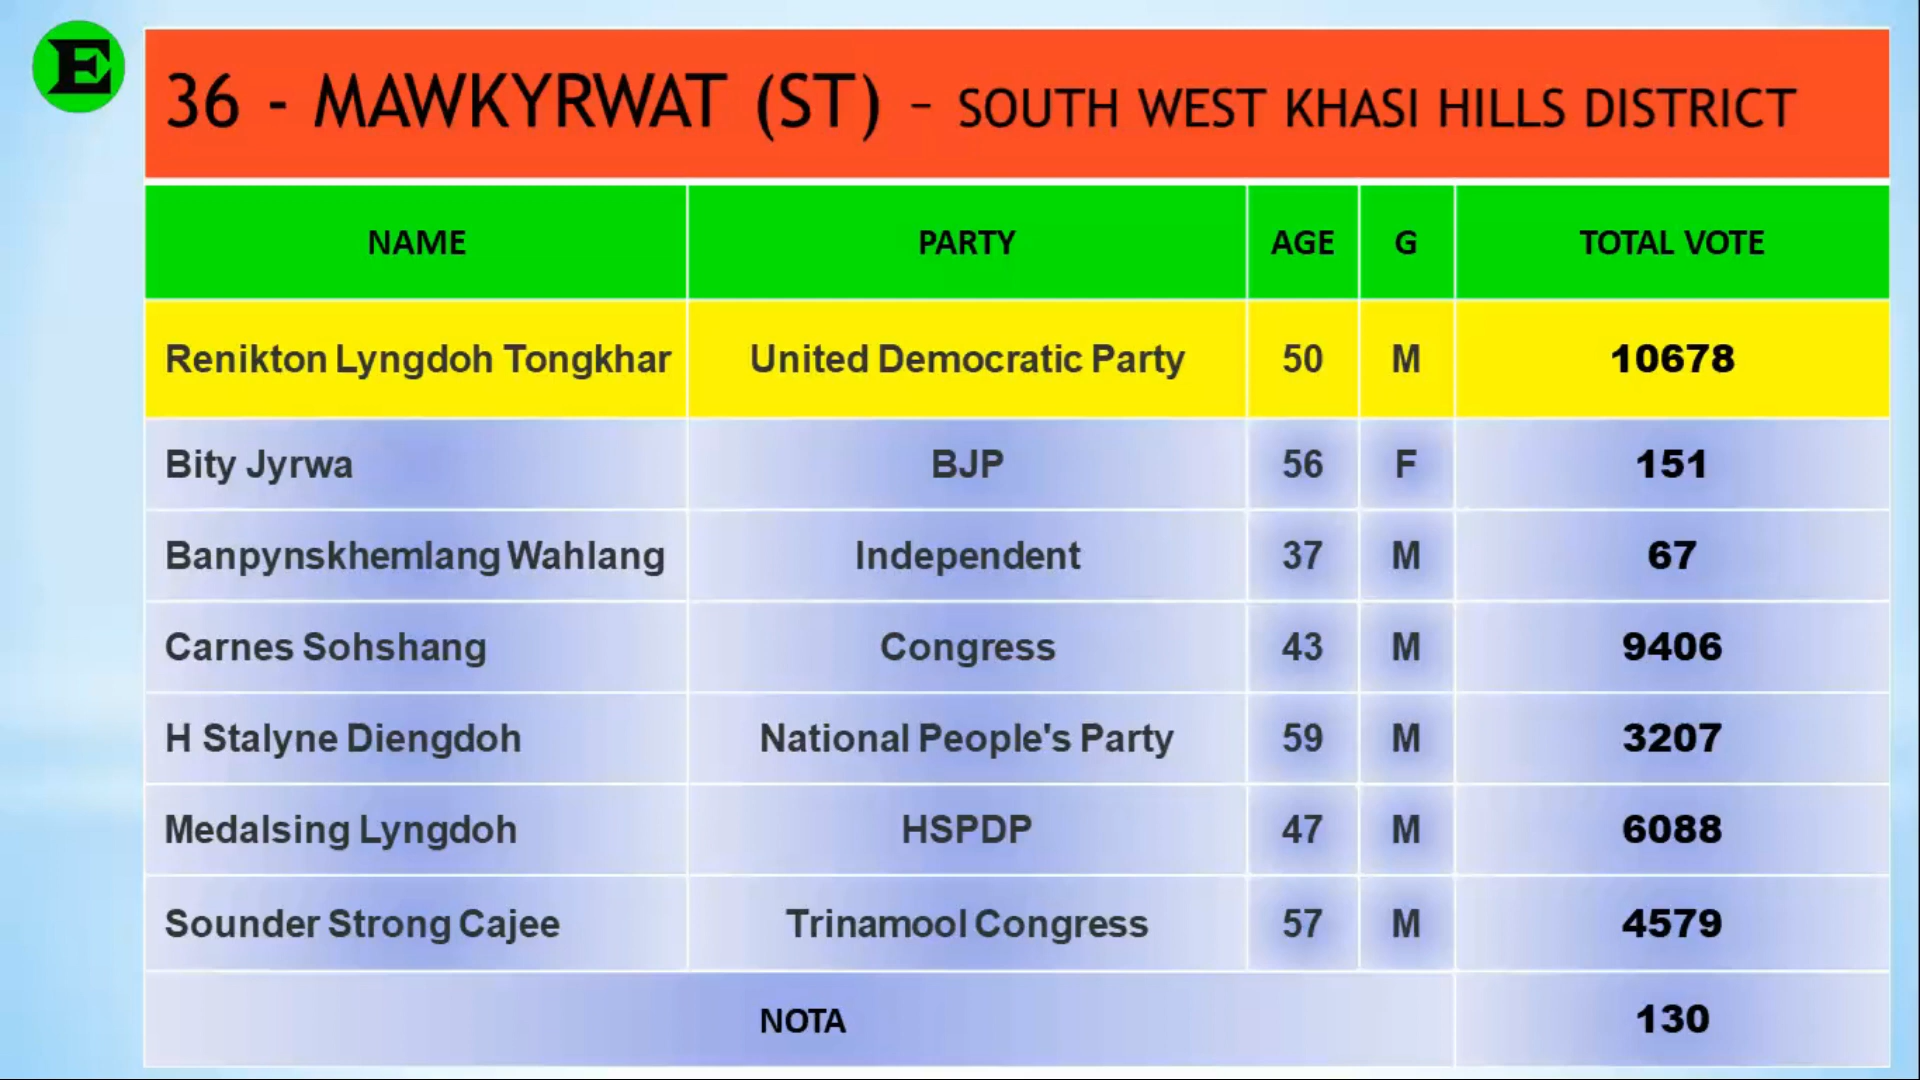 E
36 - MAWKYRWAT (ST) – SOUTH WEST KHASI HILLS DISTRICT
NAME PARTY AGE G TOTAL VOTE
Renikton Lyngdoh Tongkhar United Democratic Party 50 M 10678
Bity Jyrwa BJP 56 F 151
Banpynskhemlang Wahlang Independent 37 M 67
Carnes Sohshang Congress 43 M 9406
H Stalyne Diengdoh National People's Party 59 M 3207
Medalsing Lyngdoh HSPDP 47 M 6088
Sounder Strong Cajee Trinamool Congress 57 M 4579
NOTA 130